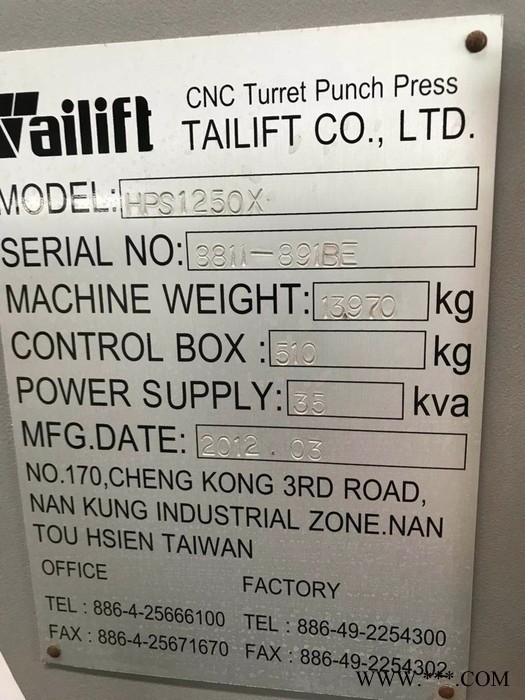 Tailift
CNC Turret Punch Press
TAILIFT CO., LTD.
MODEL: HPS1250X
SERIAL NO: 3811-891BE
MACHINE WEIGHT: 13970 kg
CONTROL BOX : 510 kg
POWER SUPPLY: 35 kva
MFG.DATE: 2012 . 03
NO.170,CHENG KONG 3RD ROAD,
NAN KUNG INDUSTRIAL ZONE.NAN
TOU HSIEN TAIWAN
OFFICE
TEL : 886-4-25666100
FAX : 886-4-25671670
FACTORY
TEL : 886-49-2254300
FAX : 886-49-2254302
www.***.COM